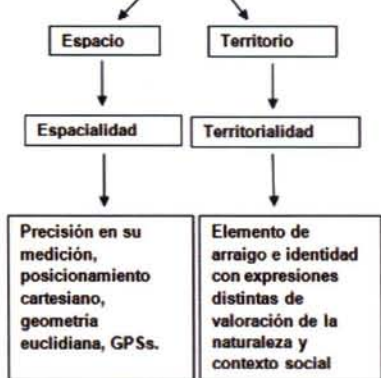 Espacio
Territorio
Espacialidad
Territorialidad
Precisión en su
medición,
posicionamiento
cartesiano,
geometría
euclidiana, GPSs.
Elemento de
arraigo e identidad
con expresiones
distintas de
valoración de la
naturaleza y
contexto social